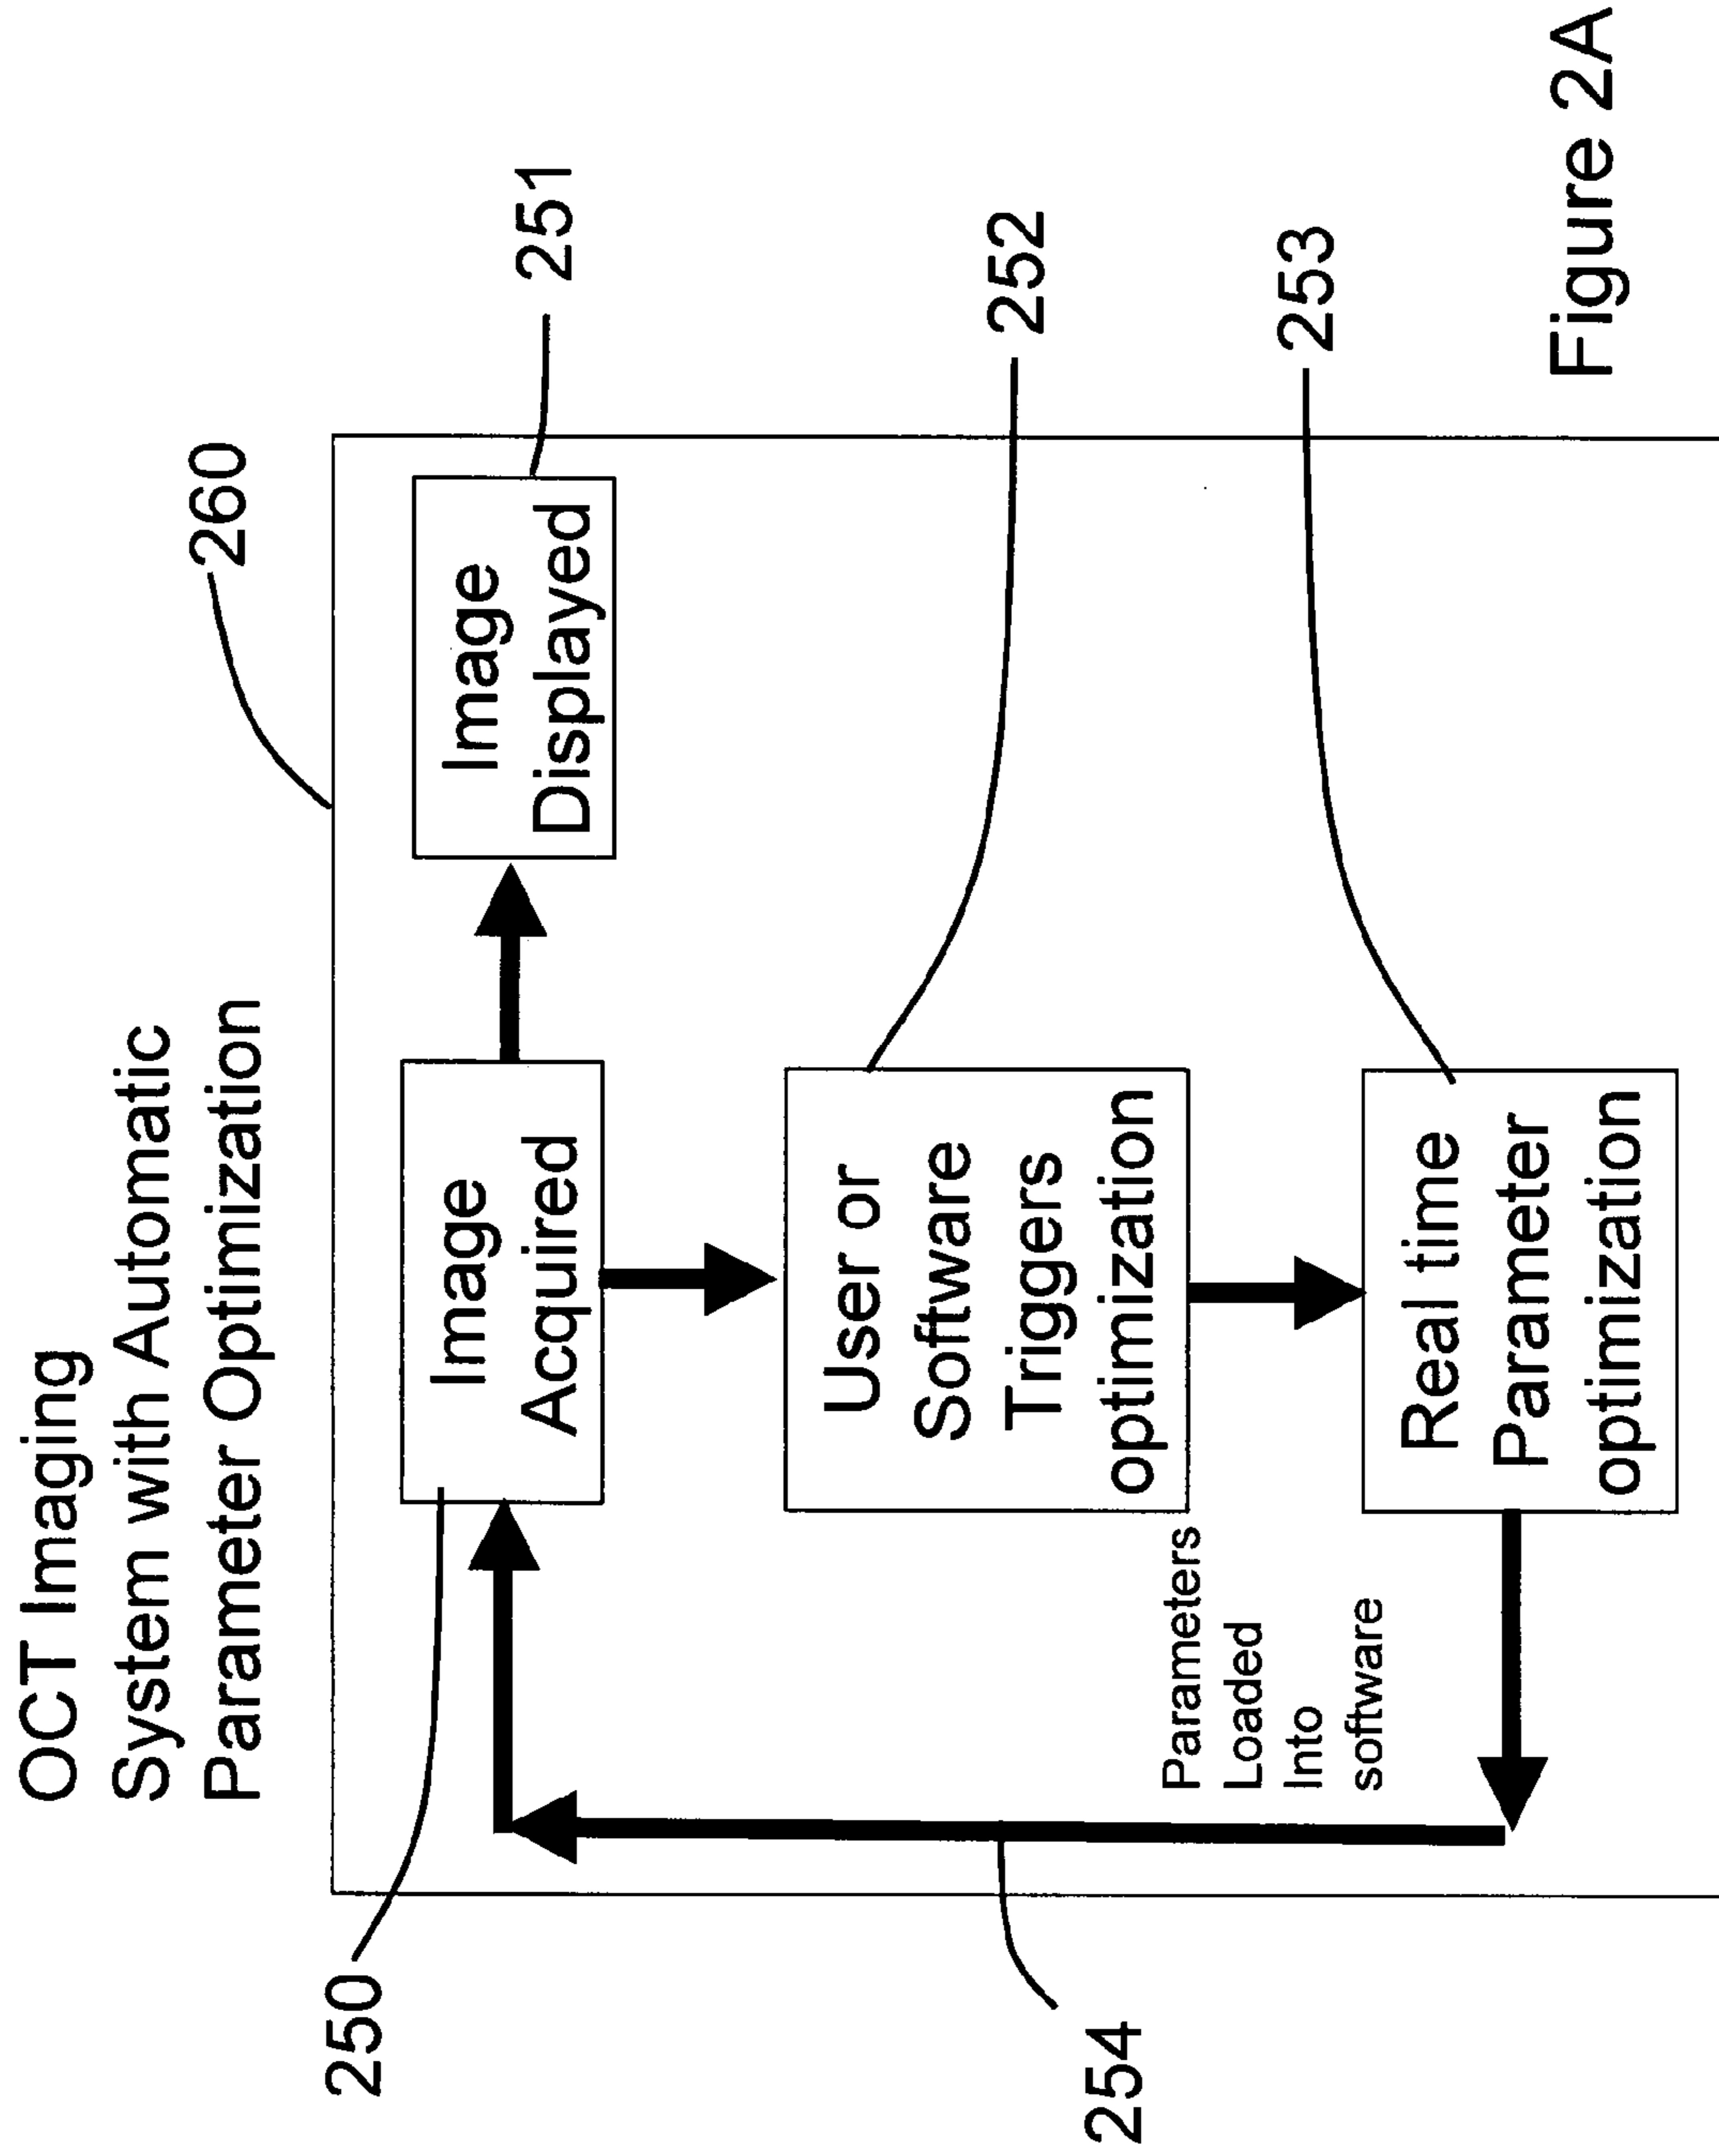 OCT Imaging
System with Automatic
Parameter Optimization
260
250
Image
Acquired
Image
Displayed
251
User or
Software
Triggers
optimization
252
254
Parameters
Loaded
Into
software
Real time
Parameter
optimization
253
Figure 2A